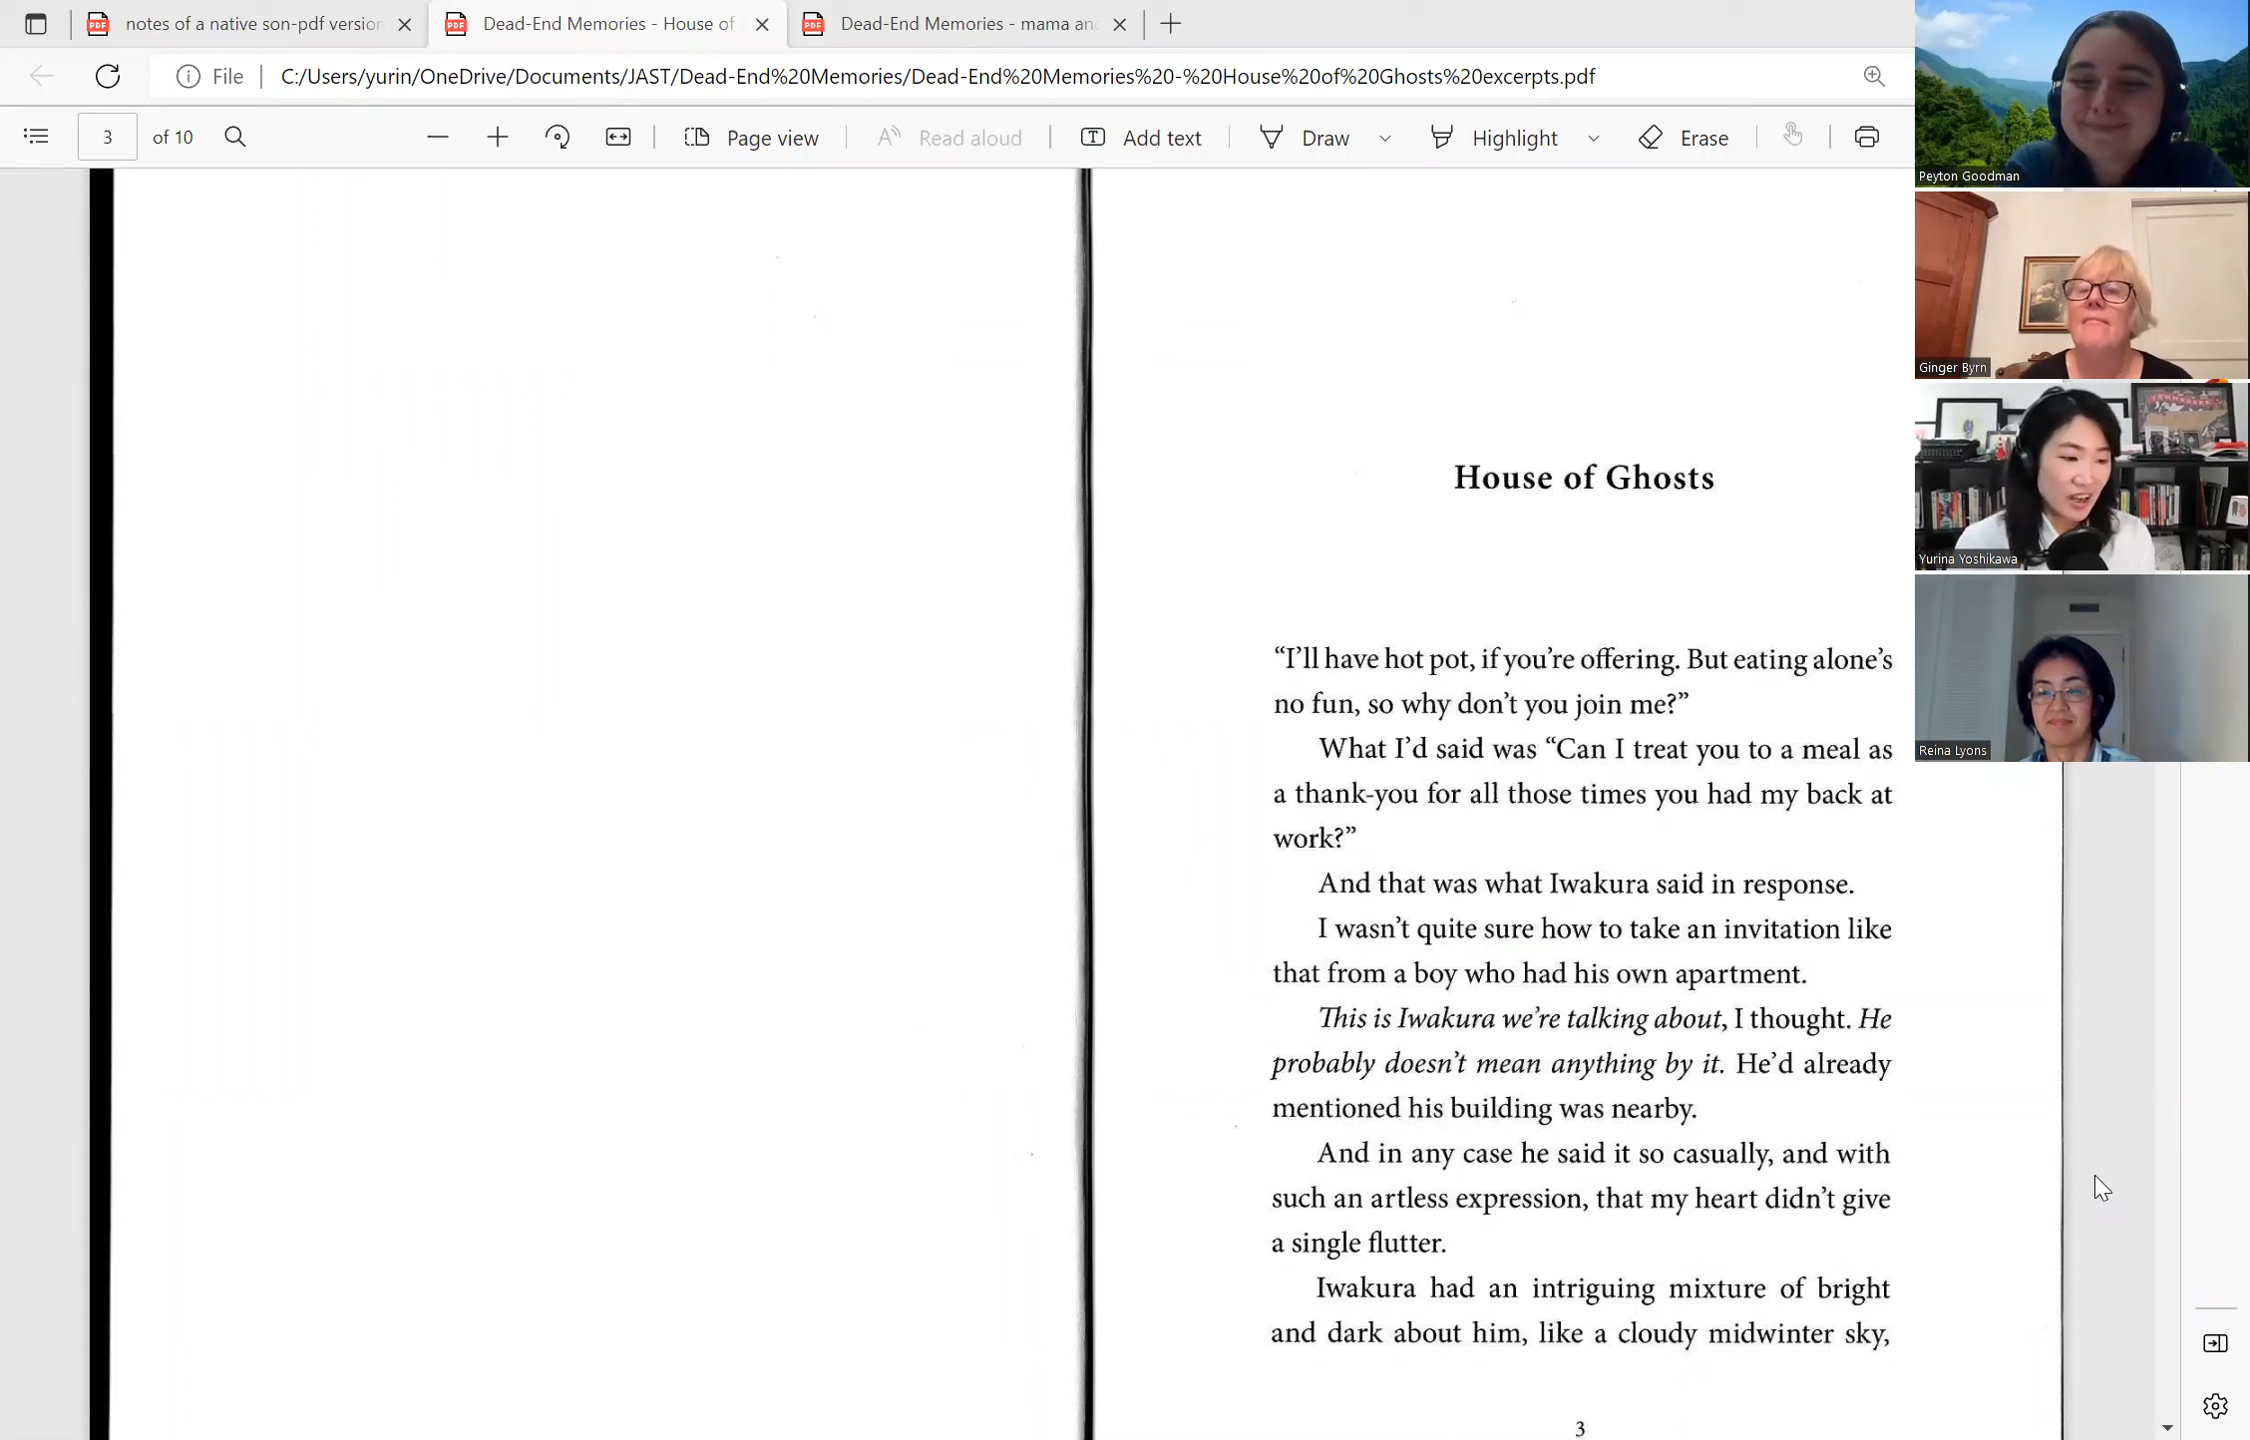 notes of a native son-pdf version
Dead-End Memories - House of
Dead-End Memories - mama an
File
C:/Users/yurin/OneDrive/Documents/JAST/Dead-End%20Memories/Dead-End%20Memories%20-%20House%20of%20Ghosts%20excerpts.pdf
3 of 10
Page view
Read aloud
Add text
Draw
Highlight
Erase
Peyton Goodman
Ginger Byrn
TENNESSEE
Yurina Yoshikawa
Reina Lyons
House of Ghosts
“I’ll have hot pot, if you’re offering. But eating alone’s
no fun, so why don’t you join me?”
What I’d said was “Can I treat you to a meal as
a thank-you for all those times you had my back at
work?”
And that was what Iwakura said in response.
I wasn’t quite sure how to take an invitation like
that from a boy who had his own apartment.
This is Iwakura we’re talking about, I thought. He
probably doesn’t mean anything by it. He’d already
mentioned his building was nearby.
And in any case he said it so casually, and with
such an artless expression, that my heart didn’t give
a single flutter.
Iwakura had an intriguing mixture of bright
and dark about him, like a cloudy midwinter sky,
3